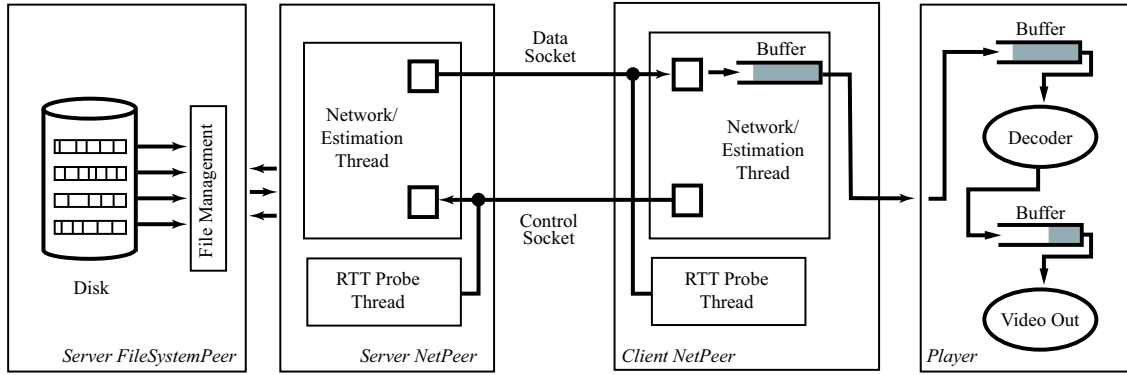 Disk
File Management
Server FileSystemPeer
Network/
Estimation
Thread
RTT Probe
Thread
Server NetPeer
Data
Socket
Control
Socket
Buffer
Network/
Estimation
Thread
RTT Probe
Thread
Client NetPeer
Buffer
Decoder
Buffer
Video Out
Player